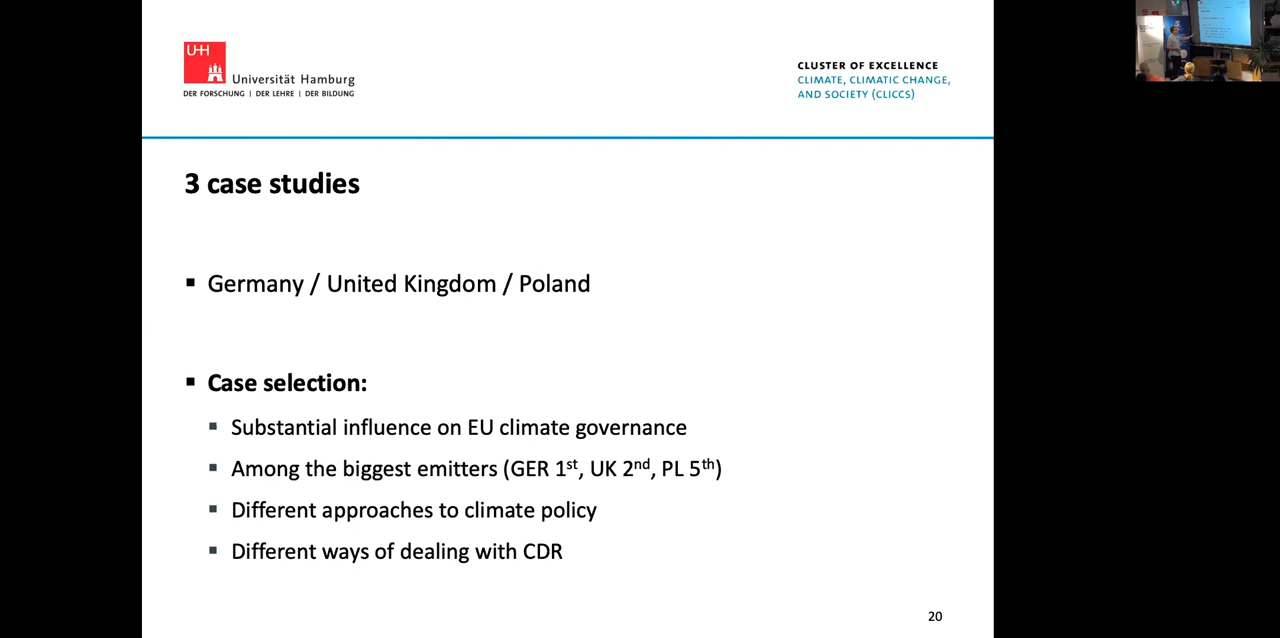 UHH
Universität Hamburg
DER FORSCHUNG | DER LEHRE | DER BILDUNG
CLUSTER OF EXCELLENCE
CLIMATE, CLIMATIC CHANGE,
AND SOCIETY (CLICCS)
3 case studies
▪ Germany / United Kingdom / Poland
▪ Case selection:
▪ Substantial influence on EU climate governance
▪ Among the biggest emitters (GER 1st, UK 2nd, PL 5th)
▪ Different approaches to climate policy
▪ Different ways of dealing with CDR
20